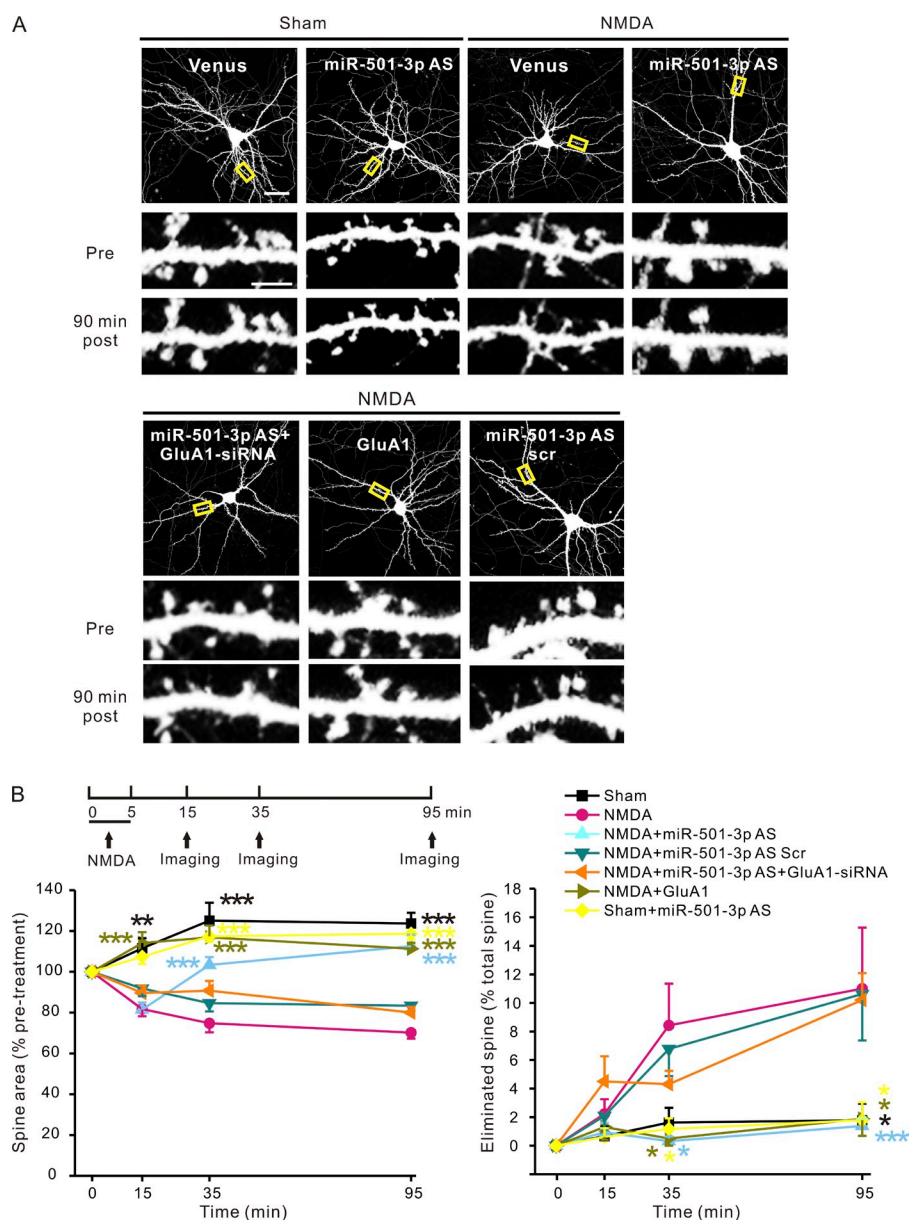 A
Sham
NMDA
Venus
miR-501-3p AS
Venus
miR-501-3p AS
Pre
90 min
post
NMDA
miR-501-3p AS+
GluA1-siRNA
GluA1
miR-501-3p AS
scr
Pre
90 min
post
B
0 5 15 35 95 min
NMDA Imaging Imaging Imaging
Sham
NMDA
NMDA+miR-501-3p AS
NMDA+miR-501-3p AS Scr
NMDA+miR-501-3p AS+GluA1-siRNA
NMDA+GluA1
Sham+miR-501-3p AS
Spine area (% pre-treatment)
140
120
100
80
60
40
20
0
*** ** ***
***
***
***
***
***
***
***
0 15 35 95
Time (min)
Eliminated spine (% total spine)
18
16
14
12
10
8
6
4
2
0
*
*
*
***
* * *
0 15 35 95
Time (min)